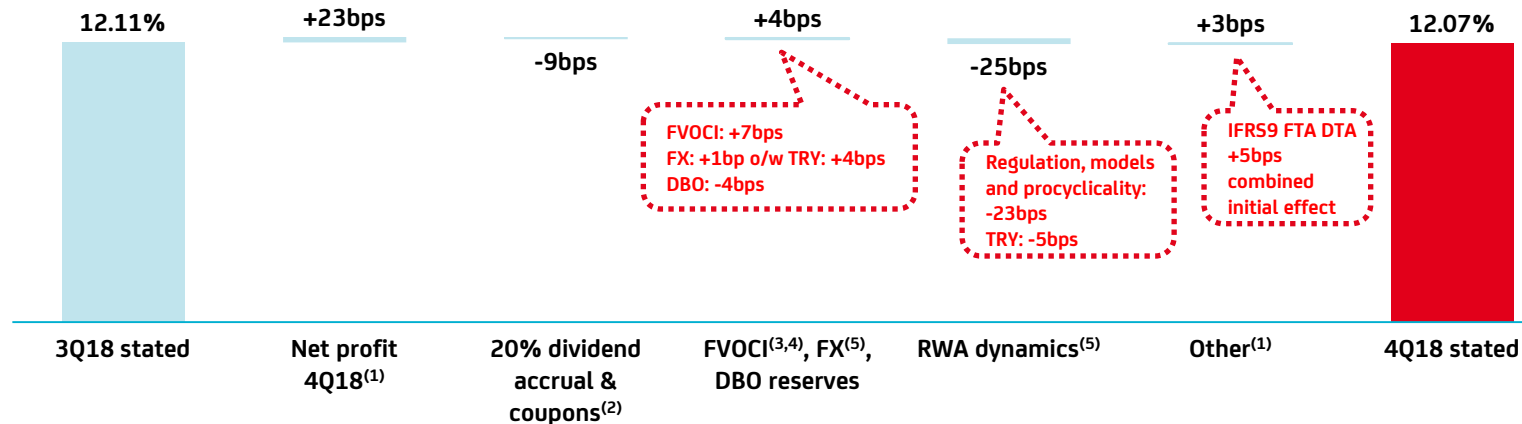 12.11%
+23bps
-9bps
+4bps
-25bps
+3bps
12.07%
FVOCI: +7bps
FX: +1bp o/w TRY: +4bps
DBO: -4bps
Regulation, models
and procyclicality:
-23bps
TRY: -5bps
IFRS9 FTA DTA
+5bps
combined
initial effect
3Q18 stated
Net profit
4Q18(1)
20% dividend
accrual &
coupons(2)
FVOCI(3,4), FX(5),
DBO reserves
RWA dynamics(5)
Other(1)
4Q18 stated